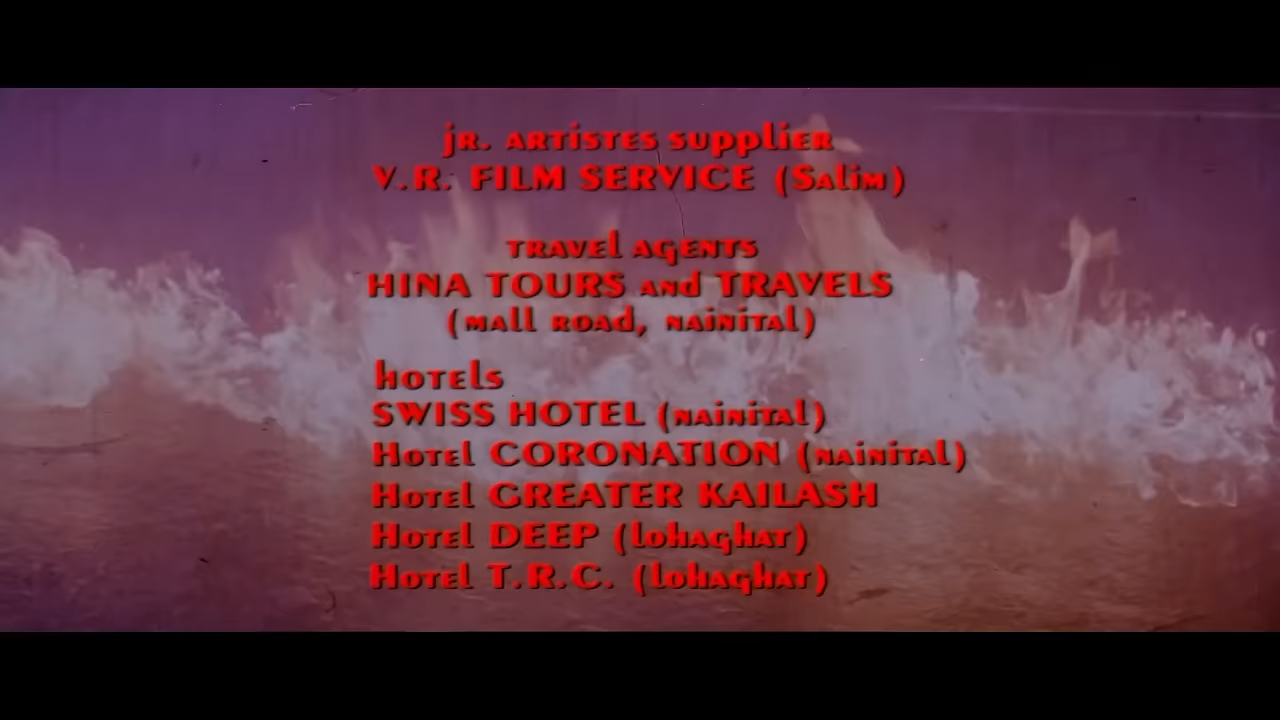 jr. Artistes supplier
V.R. FILM SERVICE (Salim)
Travel agents
HINA TOURS and TRAVELS
(mall road, nainital)
hotels
SWISS HOTEL (nainital)
Hotel CORONATION (nainital)
Hotel GREATER KAILASH
Hotel DEEP (lohaghat)
Hotel T.R.C. (lohaghat)